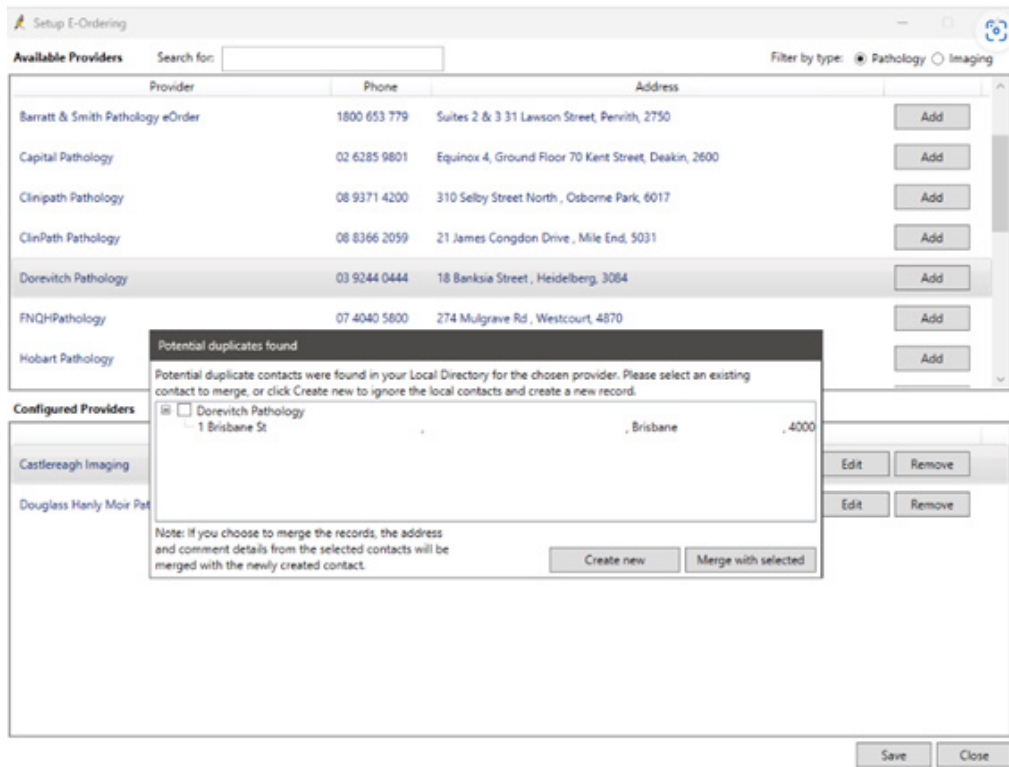 Setup E-Ordering
Available Providers Search for: Filter by type: Pathology Imaging
Provider Phone Address
Barratt & Smith Pathology eOrder 1800 653 779 Suites 2 & 3 31 Lawson Street, Penrith, 2750 Add
Capital Pathology 02 6285 9801 Equinox 4, Ground Floor 70 Kent Street, Deakin, 2600 Add
Clinipath Pathology 08 9371 4200 310 Selby Street North , Osborne Park, 6017 Add
ClinPath Pathology 08 8366 2059 21 James Congdon Drive , Mile End, 5031 Add
Dorevitch Pathology 03 9244 0444 18 Banksia Street , Heidelberg, 3084 Add
FNQHPathology 07 4040 5800 274 Mulgrave Rd , Westcourt, 4870 Add
Hobart Pathology Add
Potential duplicates found
Potential duplicate contacts were found in your Local Directory for the chosen provider. Please select an existing
contact to merge, or click Create new to ignore the local contacts and create a new record.
Dorevitch Pathology
1 Brisbane St , , Brisbane , 4000
Note: If you choose to merge the records, the address
and comment details from the selected contacts will be
merged with the newly created contact.
Create new Merge with selected
Configured Providers
Castlereagh Imaging Edit Remove
Douglass Hanly Moir Pat Edit Remove
Save Close